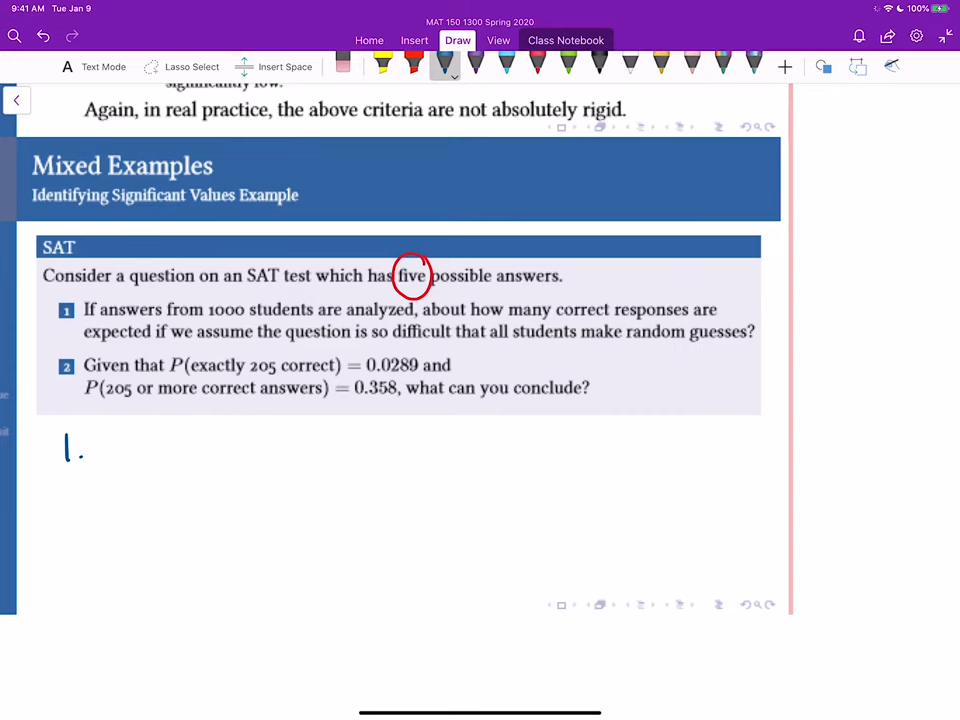 9:41 AM Tue Jan 9
100%
MAT 150 1300 Spring 2020
Home Insert Draw View Class Notebook
A Text Mode Lasso Select Insert Space
significantly low.
Again, in real practice, the above criteria are not absolutely rigid.
Mixed Examples
Identifying Significant Values Example
SAT
Consider a question on an SAT test which has five possible answers.
1 If answers from 1000 students are analyzed, about how many correct responses are
expected if we assume the question is so difficult that all students make random guesses?
2 Given that P(exactly 205 correct) = 0.0289 and
P(205 or more correct answers) = 0.358, what can you conclude?
1.